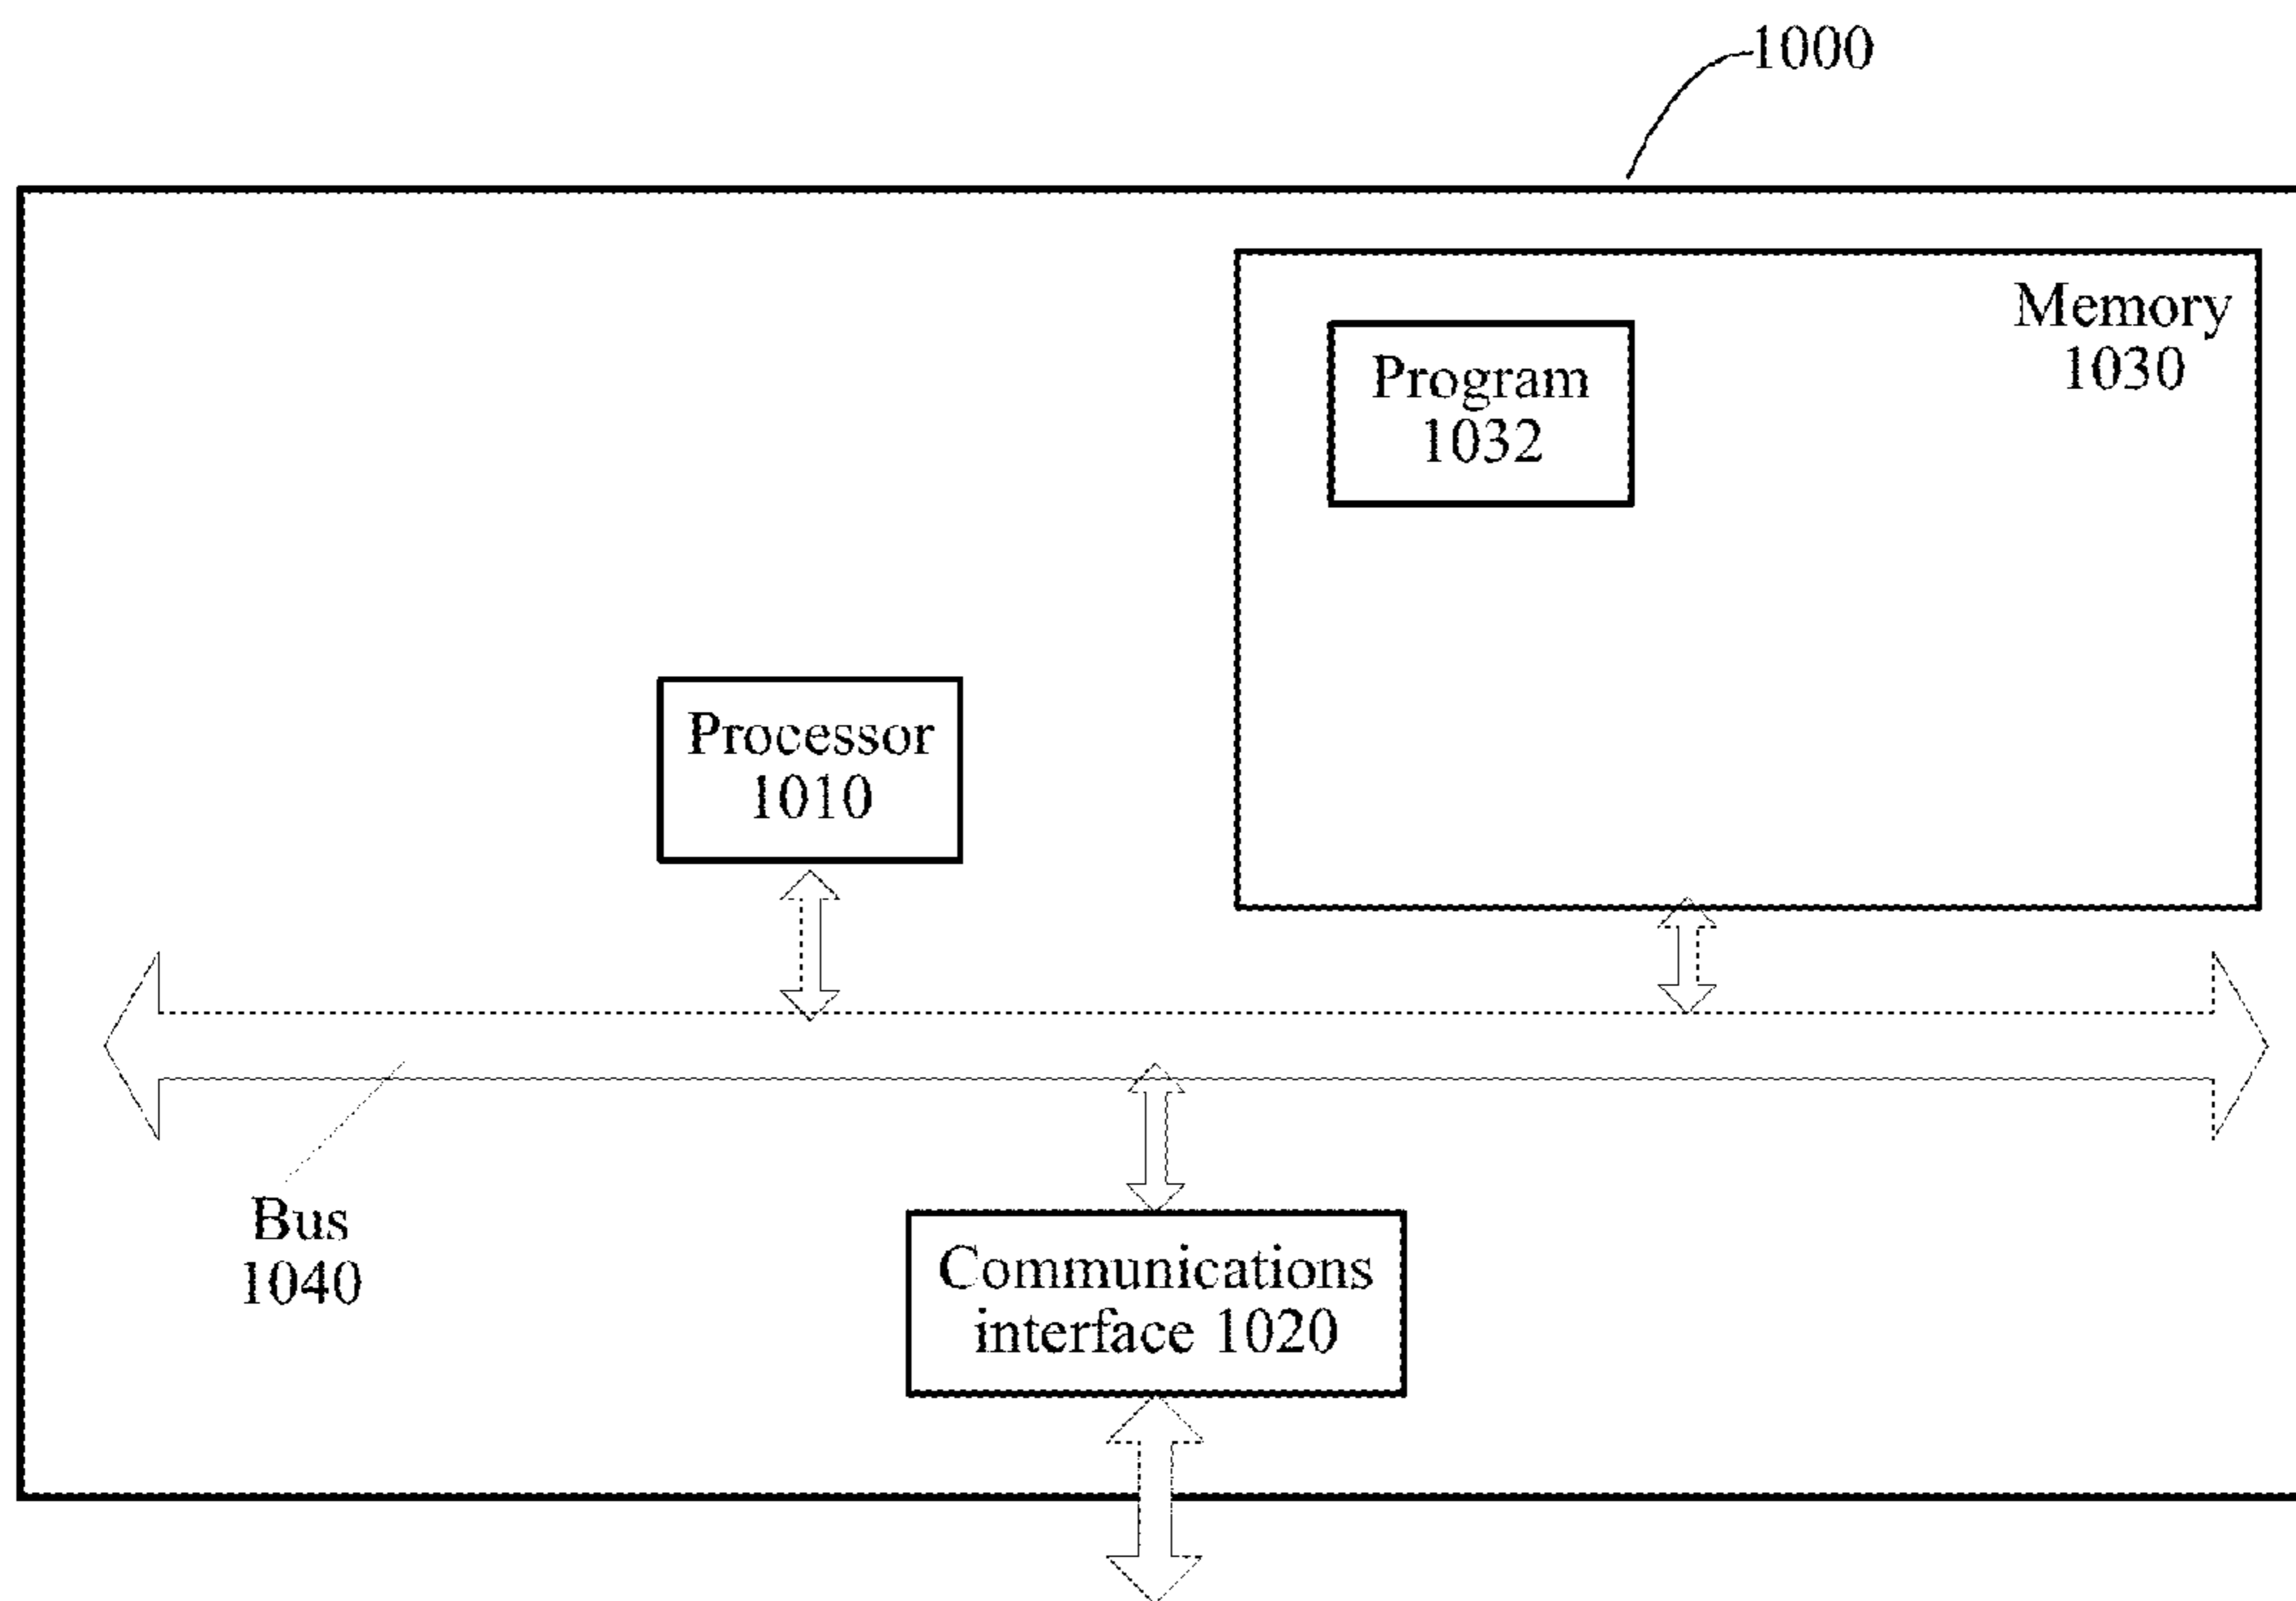 1000
Memory
1030
Program
1032
Processor
1010
Bus
1040
Communications
interface 1020